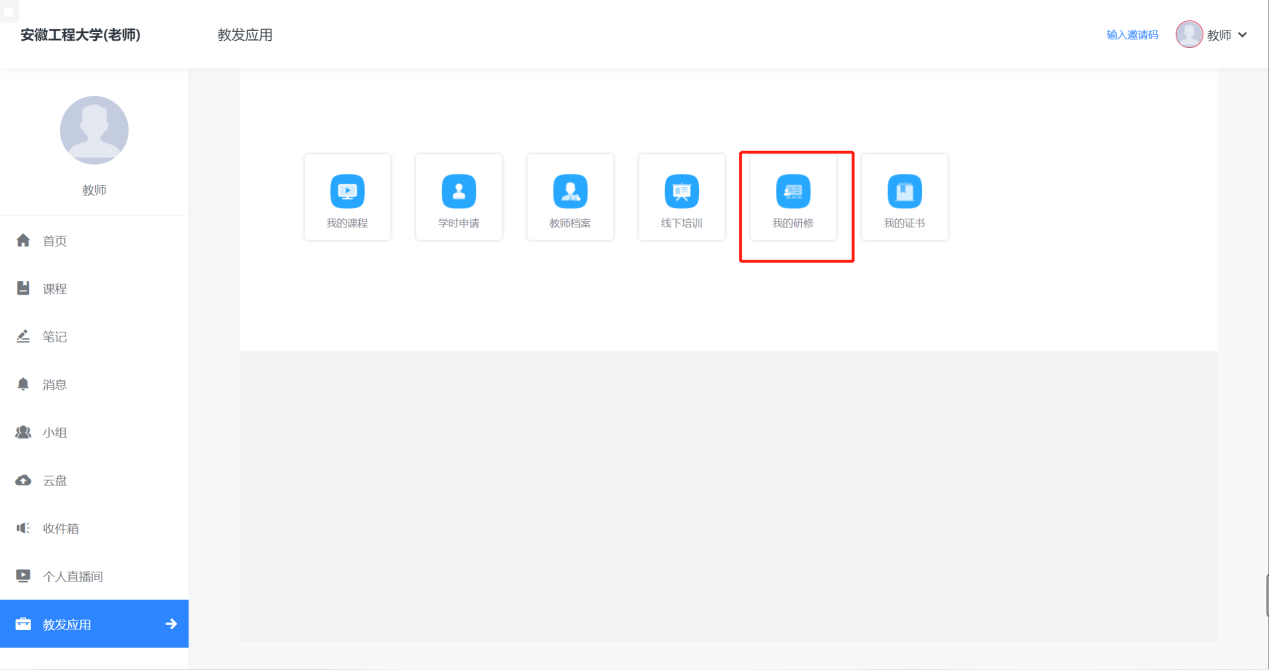 安徽工程大学(老师)
教发应用
输入邀请码
教师
教师
首页
课程
笔记
消息
小组
云盘
收件箱
个人直播间
教发应用
我的课程
学时申请
教师档案
线下培训
我的研修
我的证书